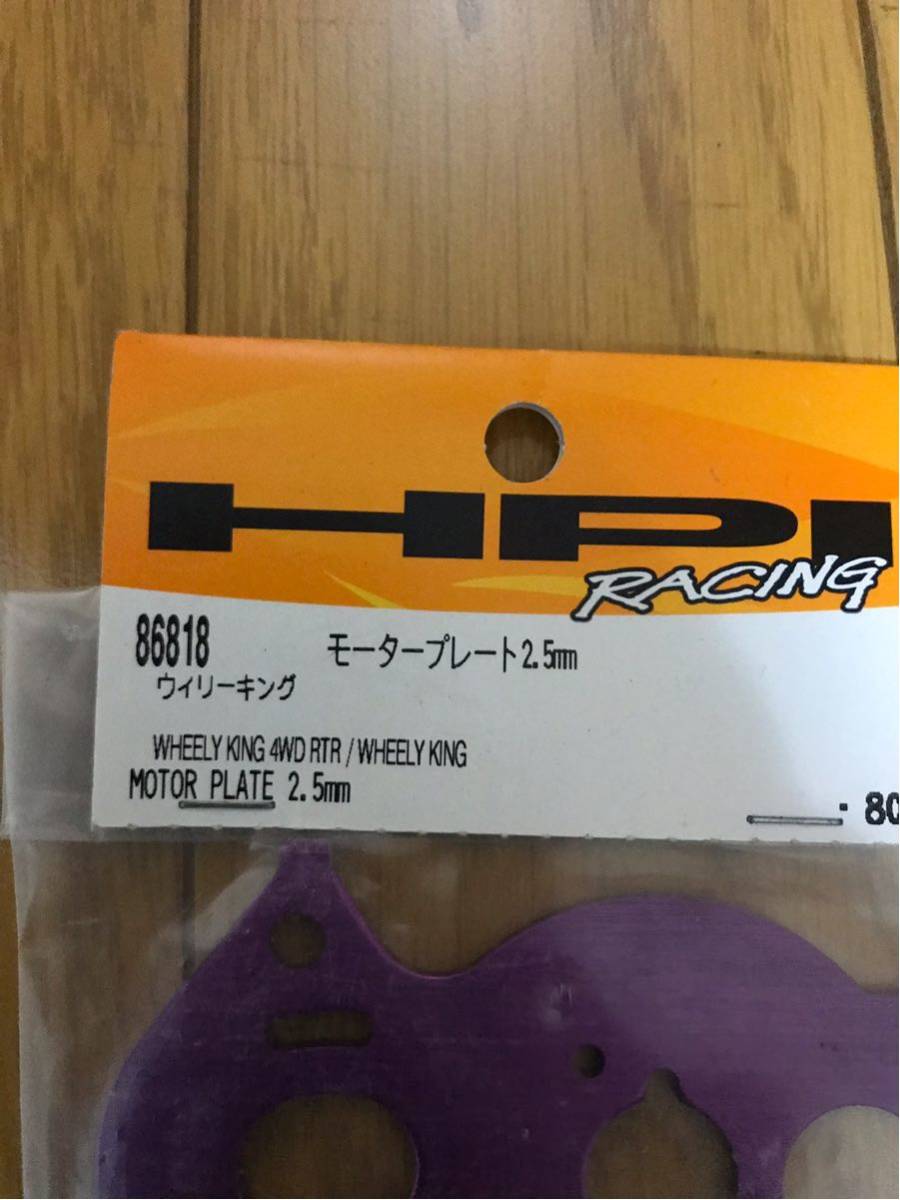 HPI
RACING
86818 モータープレート2.5mm
ウィリーキング
WHEELY KING 4WD RTR / WHEELY KING
MOTOR PLATE 2.5mm